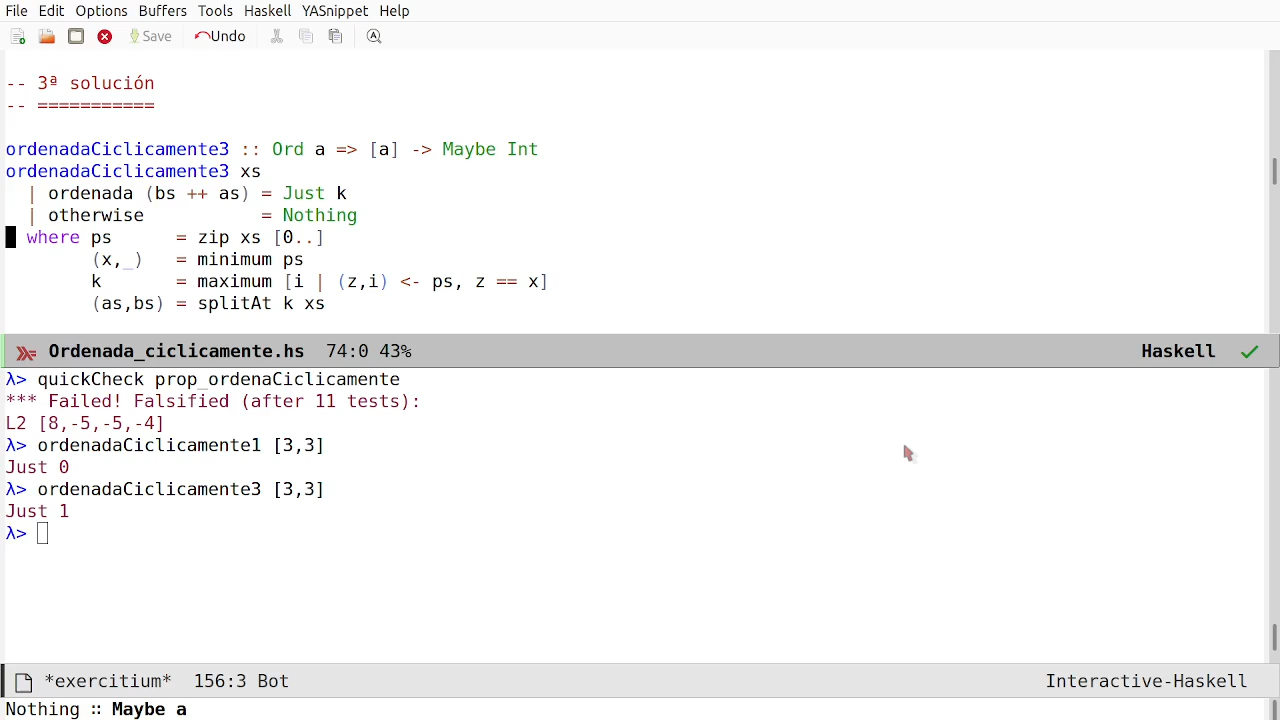 File Edit Options Buffers Tools Haskell YASnippet Help
Save Undo
-- 3ª solución
-- ===========
ordenadaCiclicamente3 :: Ord a => [a] -> Maybe Int
ordenadaCiclicamente3 xs
  | ordenada (bs ++ as) = Just k
  | otherwise           = Nothing
  where ps      = zip xs [0..]
        (x,_)   = minimum ps
        k       = maximum [i | (z,i) <- ps, z == x]
        (as,bs) = splitAt k xs
Ordenada_ciclicamente.hs 74:0 43% Haskell ✓
λ> quickCheck prop_ordenaCiclicamente
*** Failed! Falsified (after 11 tests):
L2 [8,-5,-5,-4]
λ> ordenadaCiclicamente1 [3,3]
Just 0
λ> ordenadaCiclicamente3 [3,3]
Just 1
λ>
*exercitium* 156:3 Bot Interactive-Haskell
Nothing :: Maybe a